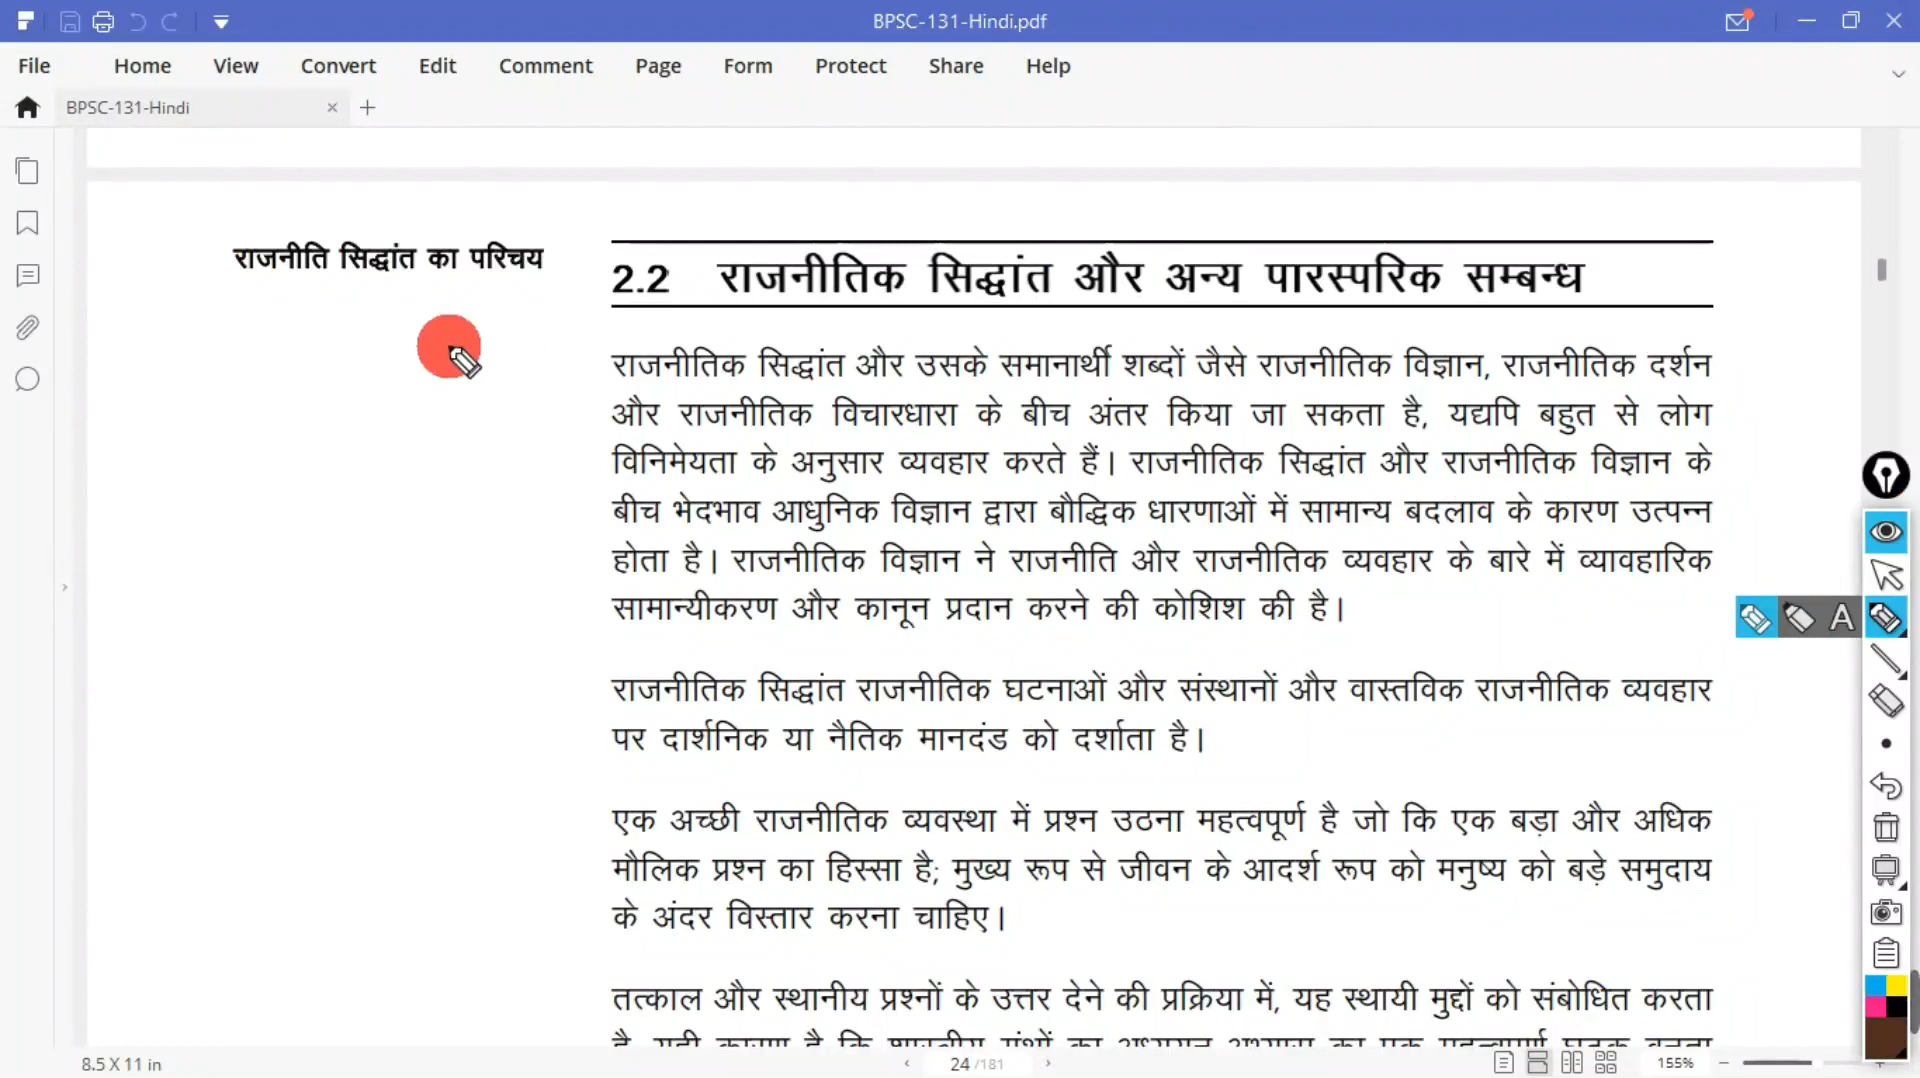 BPSC-131-Hindi.pdf
File Home View Convert Edit Comment Page Form Protect Share Help
BPSC-131-Hindi
राजनीति सिद्धांत का परिचय
2.2 राजनीतिक सिद्धांत और अन्य पारस्परिक सम्बन्ध
राजनीतिक सिद्धांत और उसके समानार्थी शब्दों जैसे राजनीतिक विज्ञान, राजनीतिक दर्शन
और राजनीतिक विचारधारा के बीच अंतर किया जा सकता है, यद्यपि बहुत से लोग
विनिमेयता के अनुसार व्यवहार करते हैं। राजनीतिक सिद्धांत और राजनीतिक विज्ञान के
बीच भेदभाव आधुनिक विज्ञान द्वारा बौद्धिक धारणाओं में सामान्य बदलाव के कारण उत्पन्न
होता है। राजनीतिक विज्ञान ने राजनीति और राजनीतिक व्यवहार के बारे में व्यावहारिक
सामान्यीकरण और कानून प्रदान करने की कोशिश की है।
राजनीतिक सिद्धांत राजनीतिक घटनाओं और संस्थानों और वास्तविक राजनीतिक व्यवहार
पर दार्शनिक या नैतिक मानदंड को दर्शाता है।
एक अच्छी राजनीतिक व्यवस्था में प्रश्न उठना महत्वपूर्ण है जो कि एक बड़ा और अधिक
मौलिक प्रश्न का हिस्सा है; मुख्य रूप से जीवन के आदर्श रूप को मनुष्य को बड़े समुदाय
के अंदर विस्तार करना चाहिए।
तत्काल और स्थानीय प्रश्नों के उत्तर देने की प्रक्रिया में, यह स्थायी मुद्दों को संबोधित करता
A
8.5 X 11 in
24 /181
155%